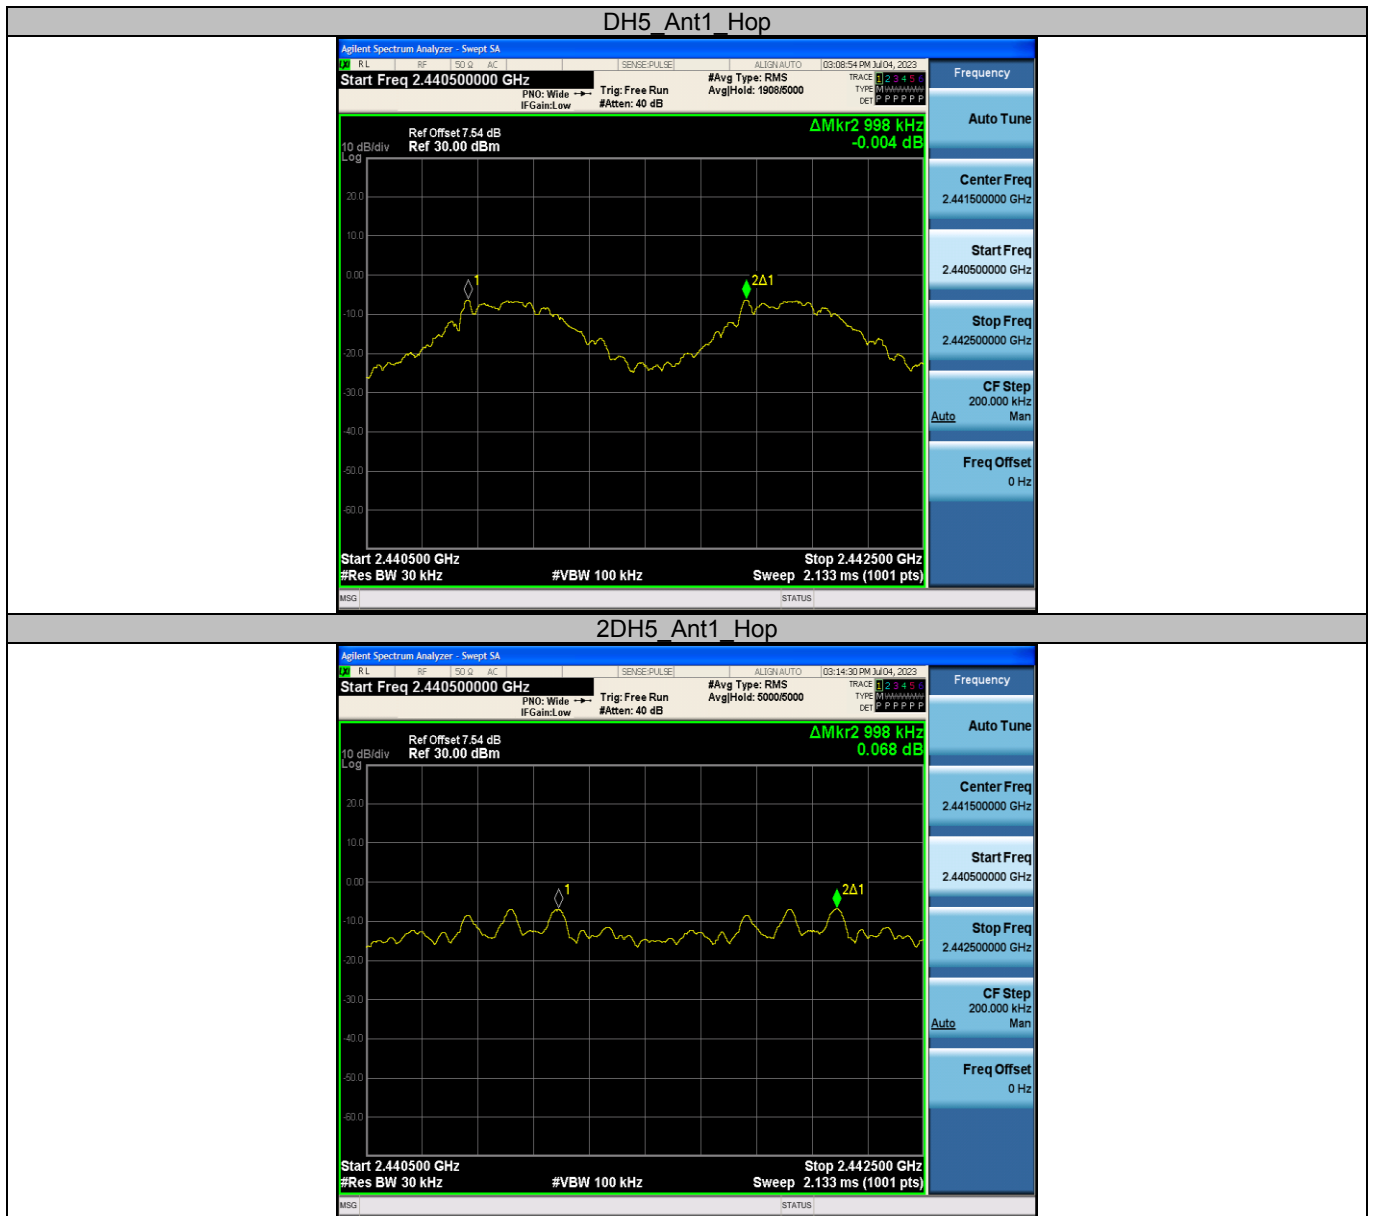 DH5_Ant1_Hop
Agilent Spectrum Analyzer - Swept SA
RL RF 50 Ω AC SENSE:PULSE ALIGN AUTO 03:08:54 PM Jul 04, 2023
Start Freq 2.440500000 GHz
PNO: Wide
IFGain:Low
Trig: Free Run
#Atten: 40 dB
#Avg Type: RMS
Avg|Hold: 1908/5000
TRACE 1 2 3 4 5 6
TYPE M WWWWW
DET P P P P P P
Frequency
ΔMkr2 998 kHz
-0.004 dB
Ref Offset 7.54 dB
10 dB/div Ref 30.00 dBm
Log
20.0
10.0
0.00
-10.0
-20.0
-30.0
-40.0
-50.0
-60.0
1
2Δ1
Start 2.440500 GHz Stop 2.442500 GHz
#Res BW 30 kHz #VBW 100 kHz Sweep 2.133 ms (1001 pts)
MSG STATUS
Auto Tune
Center Freq
2.441500000 GHz
Start Freq
2.440500000 GHz
Stop Freq
2.442500000 GHz
CF Step
200.000 kHz
Auto Man
Freq Offset
0 Hz
2DH5_Ant1_Hop
Agilent Spectrum Analyzer - Swept SA
RL RF 50 Ω AC SENSE:PULSE ALIGN AUTO 03:14:30 PM Jul 04, 2023
Start Freq 2.440500000 GHz
PNO: Wide
IFGain:Low
Trig: Free Run
#Atten: 40 dB
#Avg Type: RMS
Avg|Hold: 5000/5000
TRACE 1 2 3 4 5 6
TYPE M WWWWW
DET P P P P P P
Frequency
ΔMkr2 998 kHz
0.068 dB
Ref Offset 7.54 dB
10 dB/div Ref 30.00 dBm
Log
20.0
10.0
0.00
-10.0
-20.0
-30.0
-40.0
-50.0
-60.0
1
2Δ1
Start 2.440500 GHz Stop 2.442500 GHz
#Res BW 30 kHz #VBW 100 kHz Sweep 2.133 ms (1001 pts)
MSG STATUS
Auto Tune
Center Freq
2.441500000 GHz
Start Freq
2.440500000 GHz
Stop Freq
2.442500000 GHz
CF Step
200.000 kHz
Auto Man
Freq Offset
0 Hz